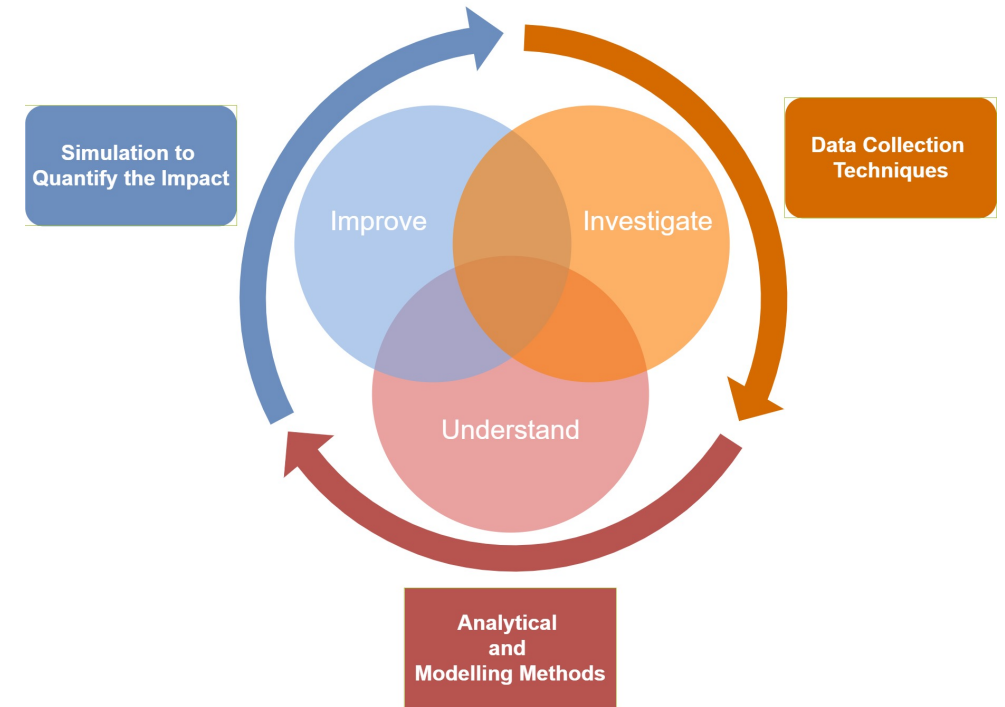 Simulation to
Quantify the Impact
Data Collection
Techniques
Improve
Investigate
Understand
Analytical
and
Modelling Methods